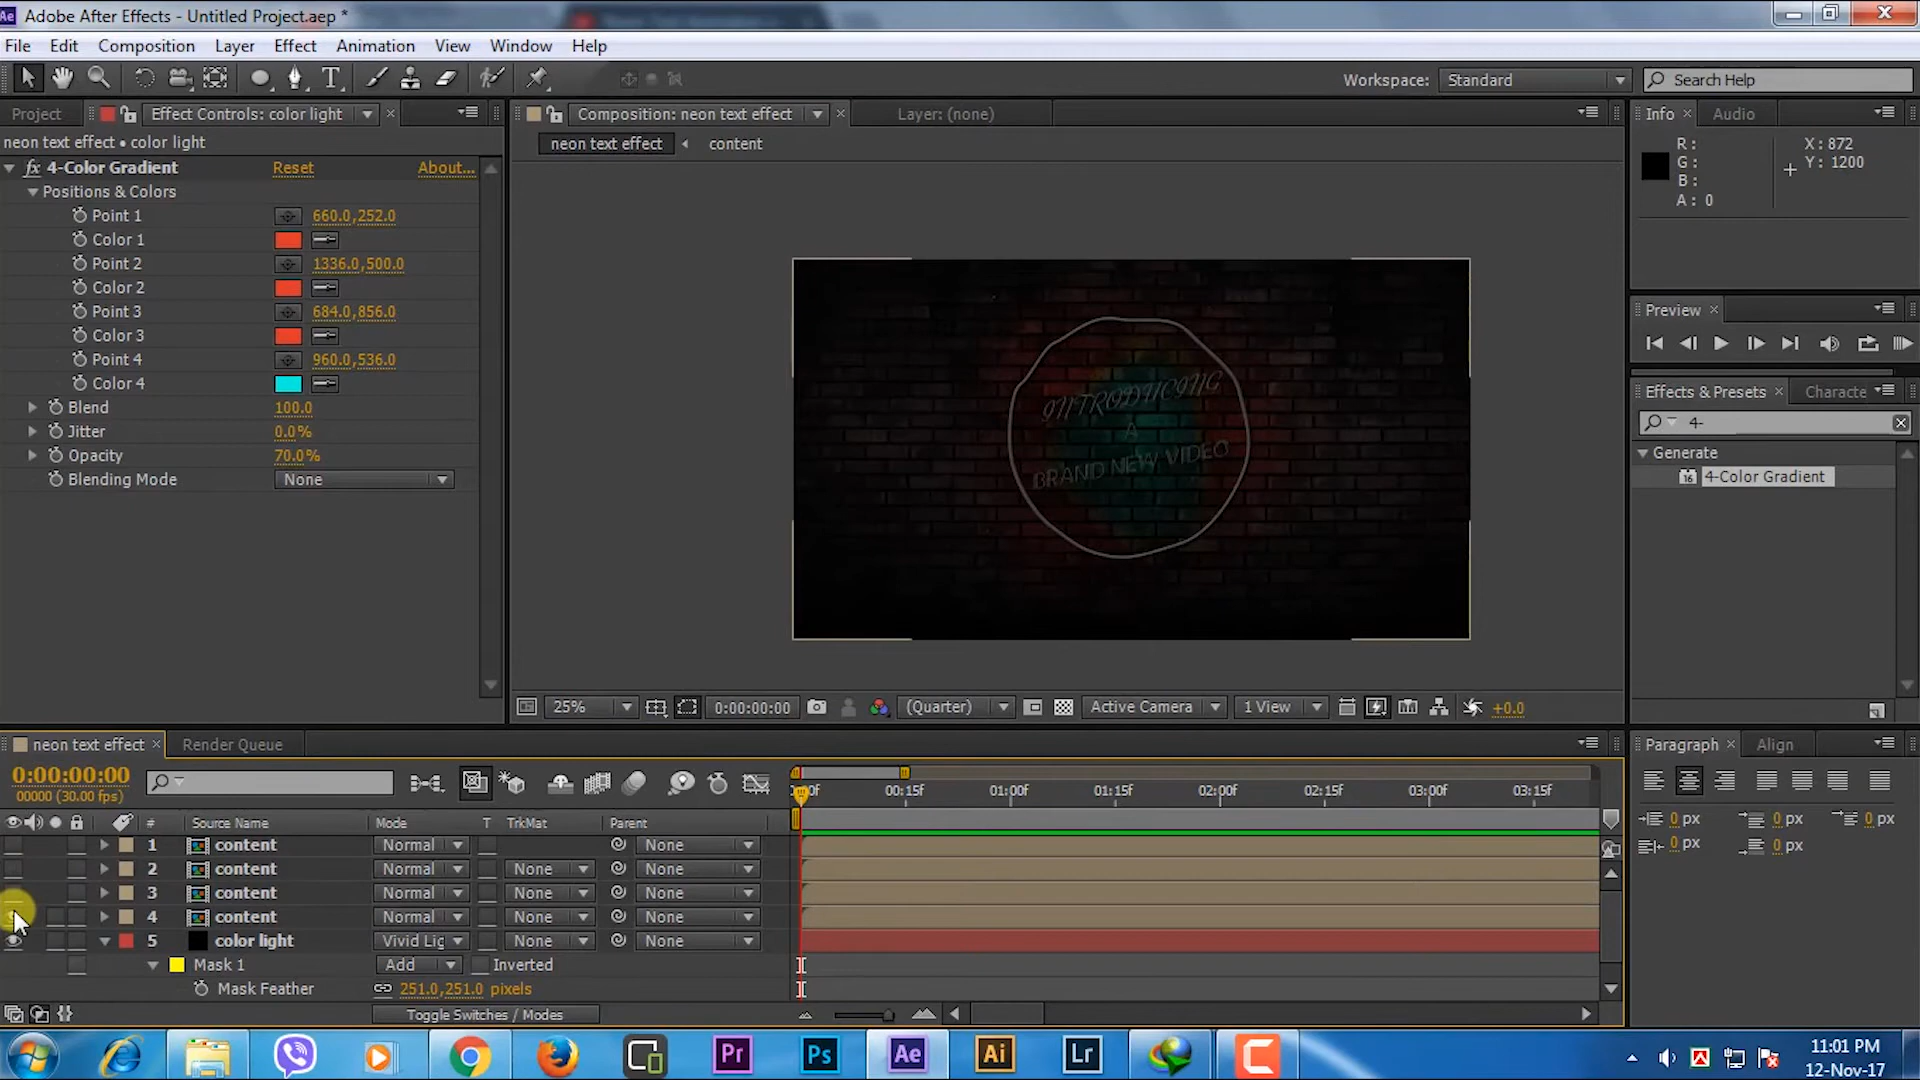 Adobe After Effects - Untitled Project.aep *
File Edit Composition Layer Effect Animation View Window Help
Workspace: Standard Search Help
Project Effect Controls: color light
neon text effect • color light
4-Color Gradient Reset About...
Positions & Colors
Point 1 660.0,252.0
Color 1
Point 2 1336.0,500.0
Color 2
Point 3 684.0,856.0
Color 3
Point 4 960.0,536.0
Color 4
Blend 100.0
Jitter 0.0%
Opacity 70.0%
Blending Mode None
Composition: neon text effect Layer: (none)
neon text effect content
INTRODUCING
A
BRAND NEW VIDEO
25% 0:00:00:00 (Quarter) Active Camera 1 View +0.0
Info Audio
R: X: 872
G: Y: 1200
B:
A: 0
Preview
Effects & Presets Characte
4-
Generate
4-Color Gradient
neon text effect Render Queue
0:00:00:00
00000 (30.00 fps)
00:15f 01:00f 01:15f 02:00f 02:15f 03:00f 03:15f
# Source Name Mode T TrkMat Parent
1 content Normal None
2 content Normal None None
3 content Normal None None
4 content Normal None None
5 color light Vivid Lig None None
Mask 1 Add Inverted
Mask Feather 251.0,251.0 pixels
Toggle Switches / Modes
Paragraph Align
0 px 0 px 0 px
0 px 0 px
Pr Ps Ae Ai Lr
11:01 PM
12-Nov-17